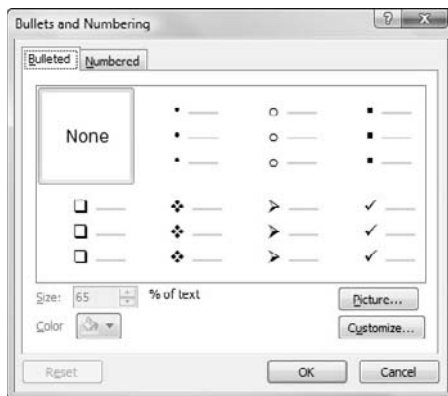 Bullets and Numbering
Bulleted Numbered
None
Size: 65 % of text
Picture...
Color
Customize...
Reset OK Cancel